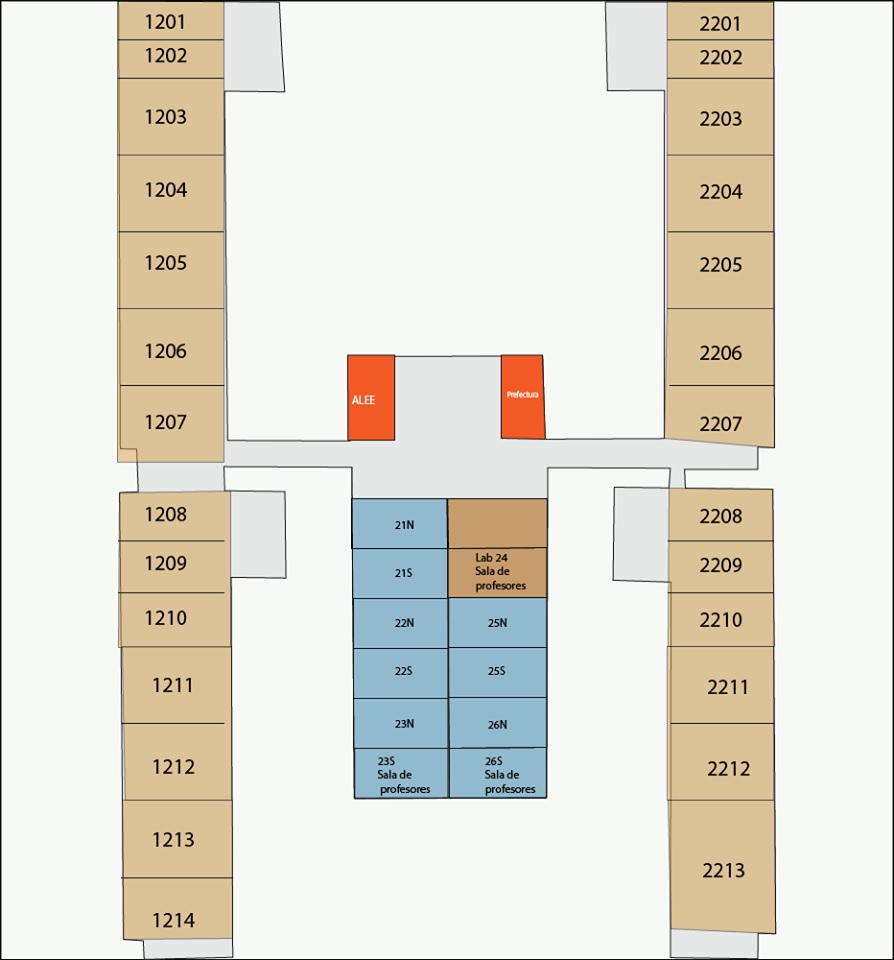 1201
1202
1203
1204
1205
1206
1207
1208
1209
1210
1211
1212
1213
1214
ALEE
Prefectura
21N
21S
22N
22S
23N
23S
Sala de
profesores
Lab 24
Sala de
profesores
25N
25S
26N
26S
Sala de
profesores
2201
2202
2203
2204
2205
2206
2207
2208
2209
2210
2211
2212
2213